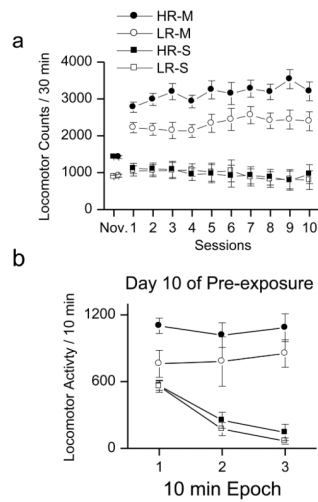 HR-M
LR-M
HR-S
LR-S
a
Locomotor Counts / 30 min
4000
3000
2000
1000
0
Nov. 1 2 3 4 5 6 7 8 9 10
Sessions
b
Day 10 of Pre-exposure
Locomotor Activty / 10 min
1200
600
0
1 2 3
10 min Epoch